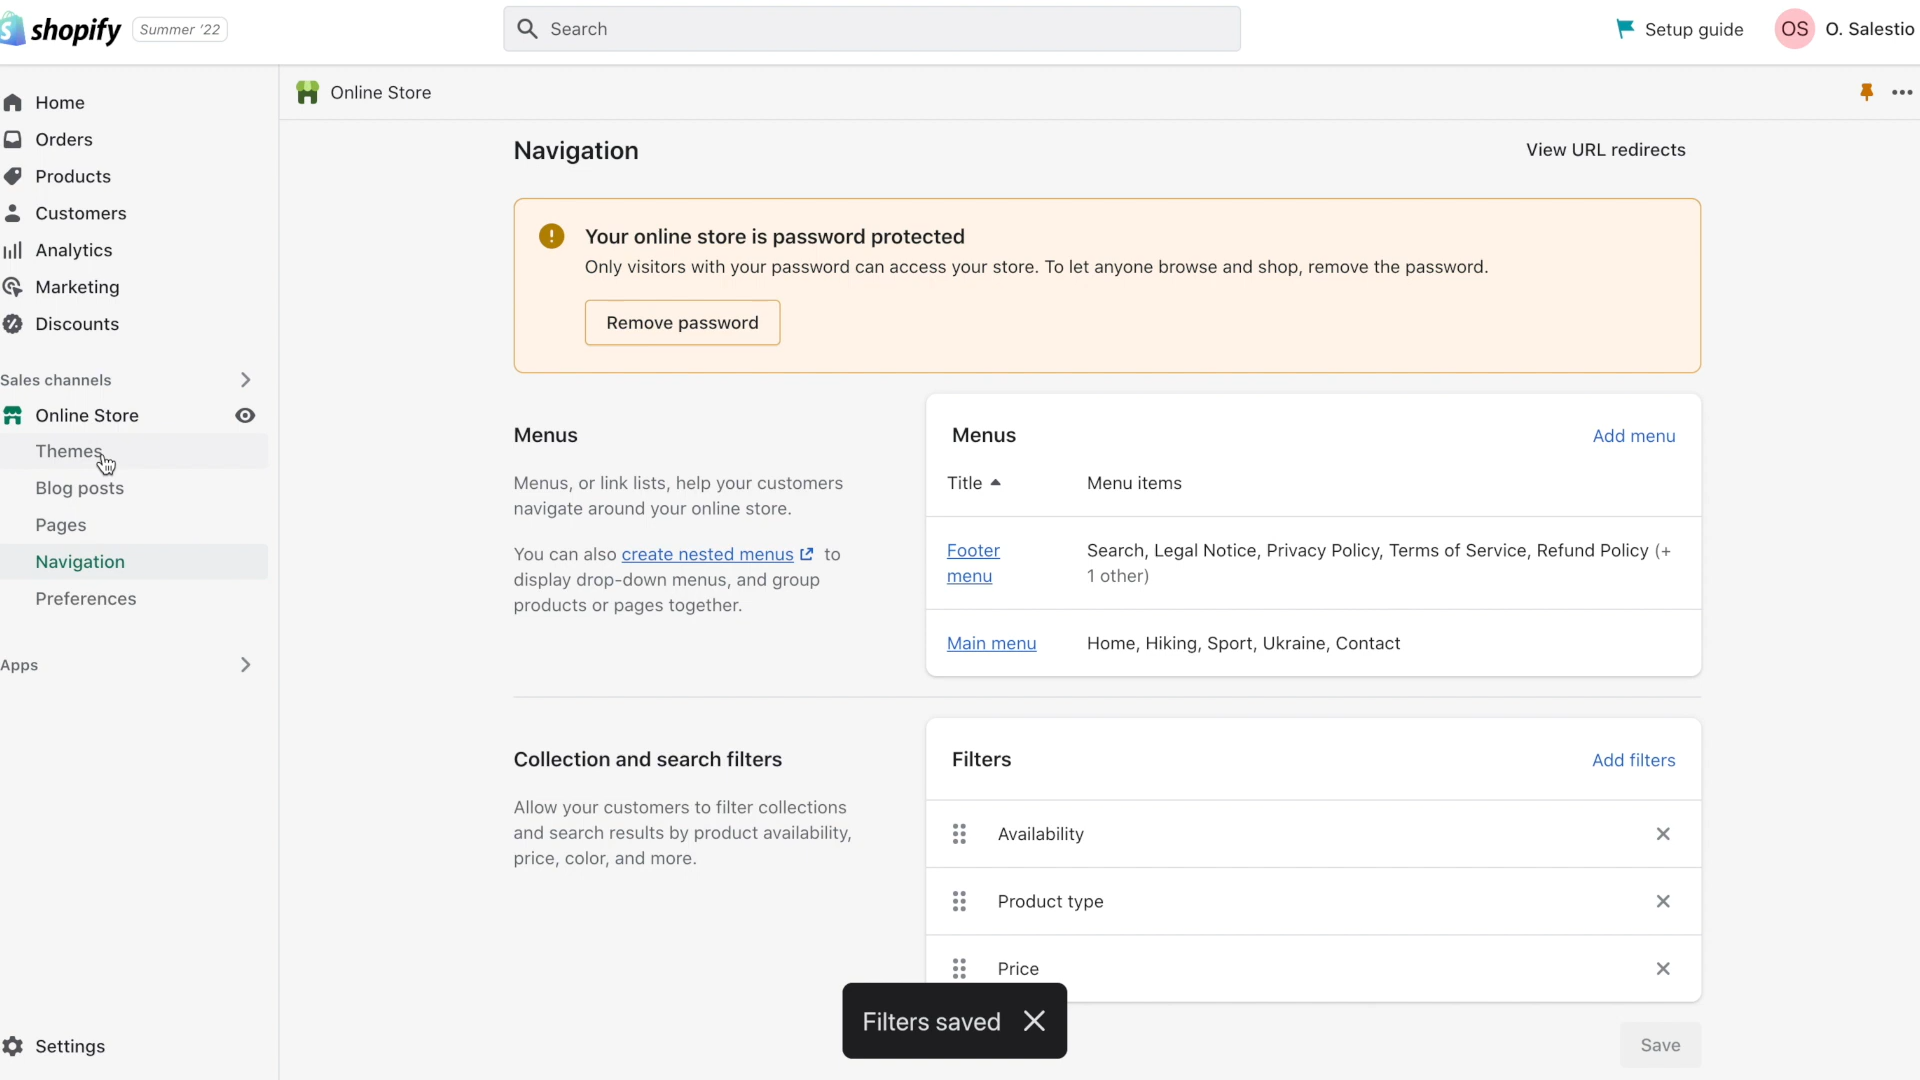 shopify
Summer '22
Search
Setup guide
OS
O. Salestio
Home
Orders
Products
Customers
Analytics
Marketing
Discounts
Sales channels
Online Store
Themes
Blog posts
Pages
Navigation
Preferences
Apps
Settings
Online Store
Navigation
View URL redirects
Your online store is password protected
Only visitors with your password can access your store. To let anyone browse and shop, remove the password.
Remove password
Menus
Menus, or link lists, help your customers
navigate around your online store.
You can also create nested menus to
display drop-down menus, and group
products or pages together.
Menus
Add menu
Title
Menu items
Footer
menu
Search, Legal Notice, Privacy Policy, Terms of Service, Refund Policy (+
1 other)
Main menu
Home, Hiking, Sport, Ukraine, Contact
Collection and search filters
Allow your customers to filter collections
and search results by product availability,
price, color, and more.
Filters
Add filters
Availability
Product type
Price
Filters saved
Save